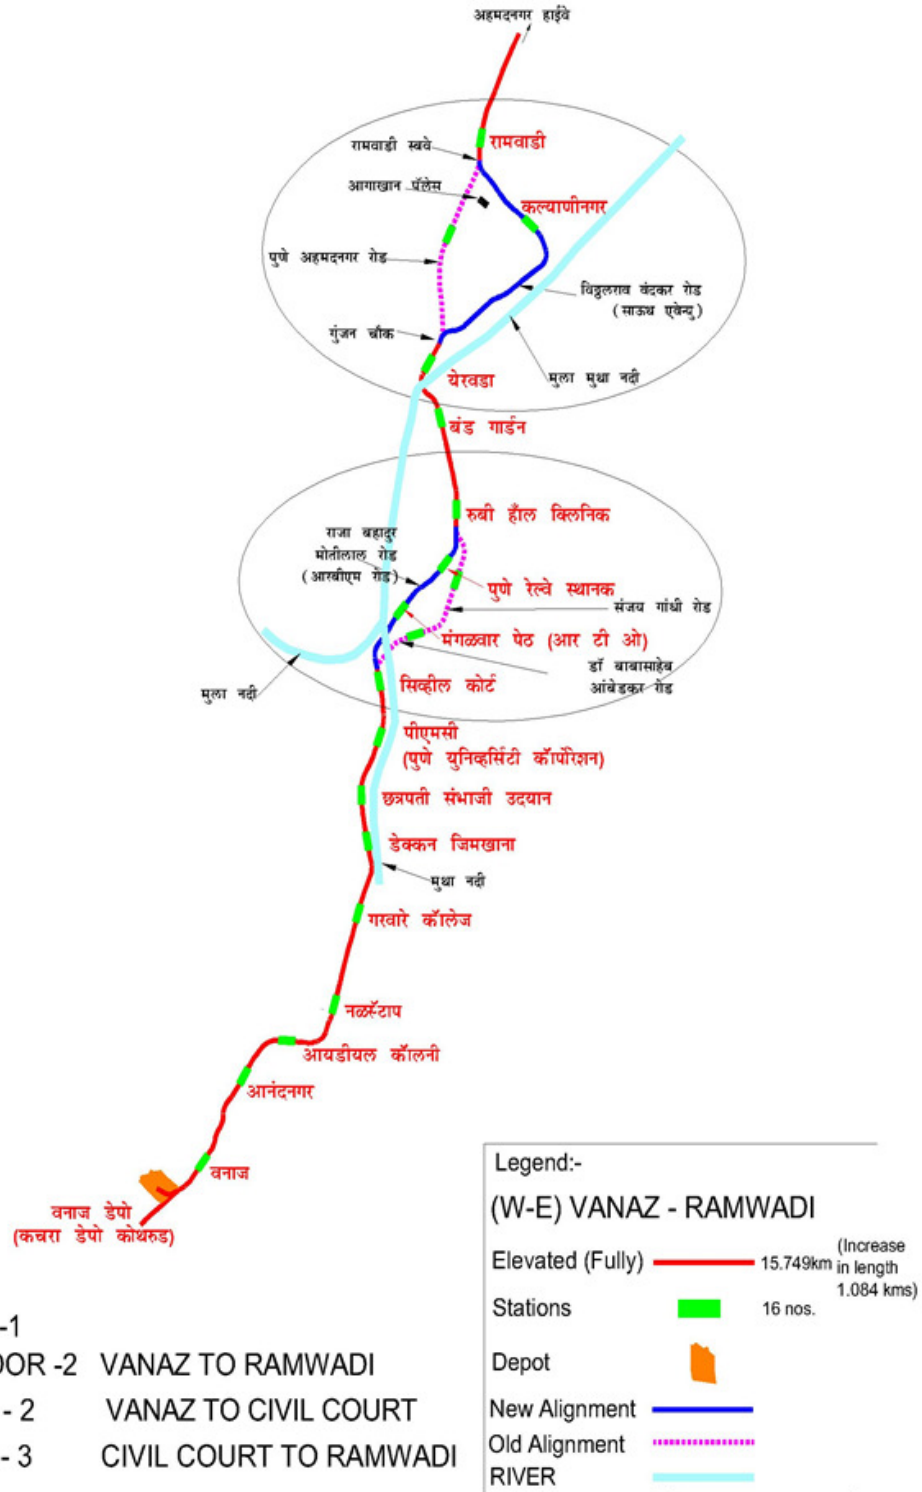 अहमदनगर हाईवे
रामवाडी
रामवाडी स्बवे
आगाखान पॅलेस
कल्याणीनगर
पुणे अहमदनगर रोड
विठ्ठलराव वंदकर रोड
(साऊथ एवेन्यु)
गुंजन चौक
येरवडा
मुला मुथा नदी
बंड गार्डन
रुबी हॉल क्लिनिक
राजा बहादुर
मोतीलाल रोड
(आरबीएम रोड)
पुणे रेल्वे स्थानक
संजय गांधी रोड
मंगळवार पेठ (आर टी ओ)
डॉ बाबासाहेब
आंबेडकर रोड
सिव्हील कोर्ट
मुला नदी
पीएमसी
(पुणे युनिव्हर्सिटी कॉर्पोरेशन)
छत्रपती संभाजी उदयान
डेक्कन जिमखाना
मुथा नदी
गरवारे कॉलेज
नळस्टॅाप
आयडीयल कॉलनी
आनंदनगर
वनाज
वनाज डेपो
(कचरा डेपो कोथरुड)
Legend:-
(W-E) VANAZ - RAMWADI
Elevated (Fully) 15.749km (Increase
in length
1.084 kms)
Stations 16 nos.
Depot
New Alignment
Old Alignment
RIVER
-1
OOR -2 VANAZ TO RAMWADI
- 2 VANAZ TO CIVIL COURT
- 3 CIVIL COURT TO RAMWADI